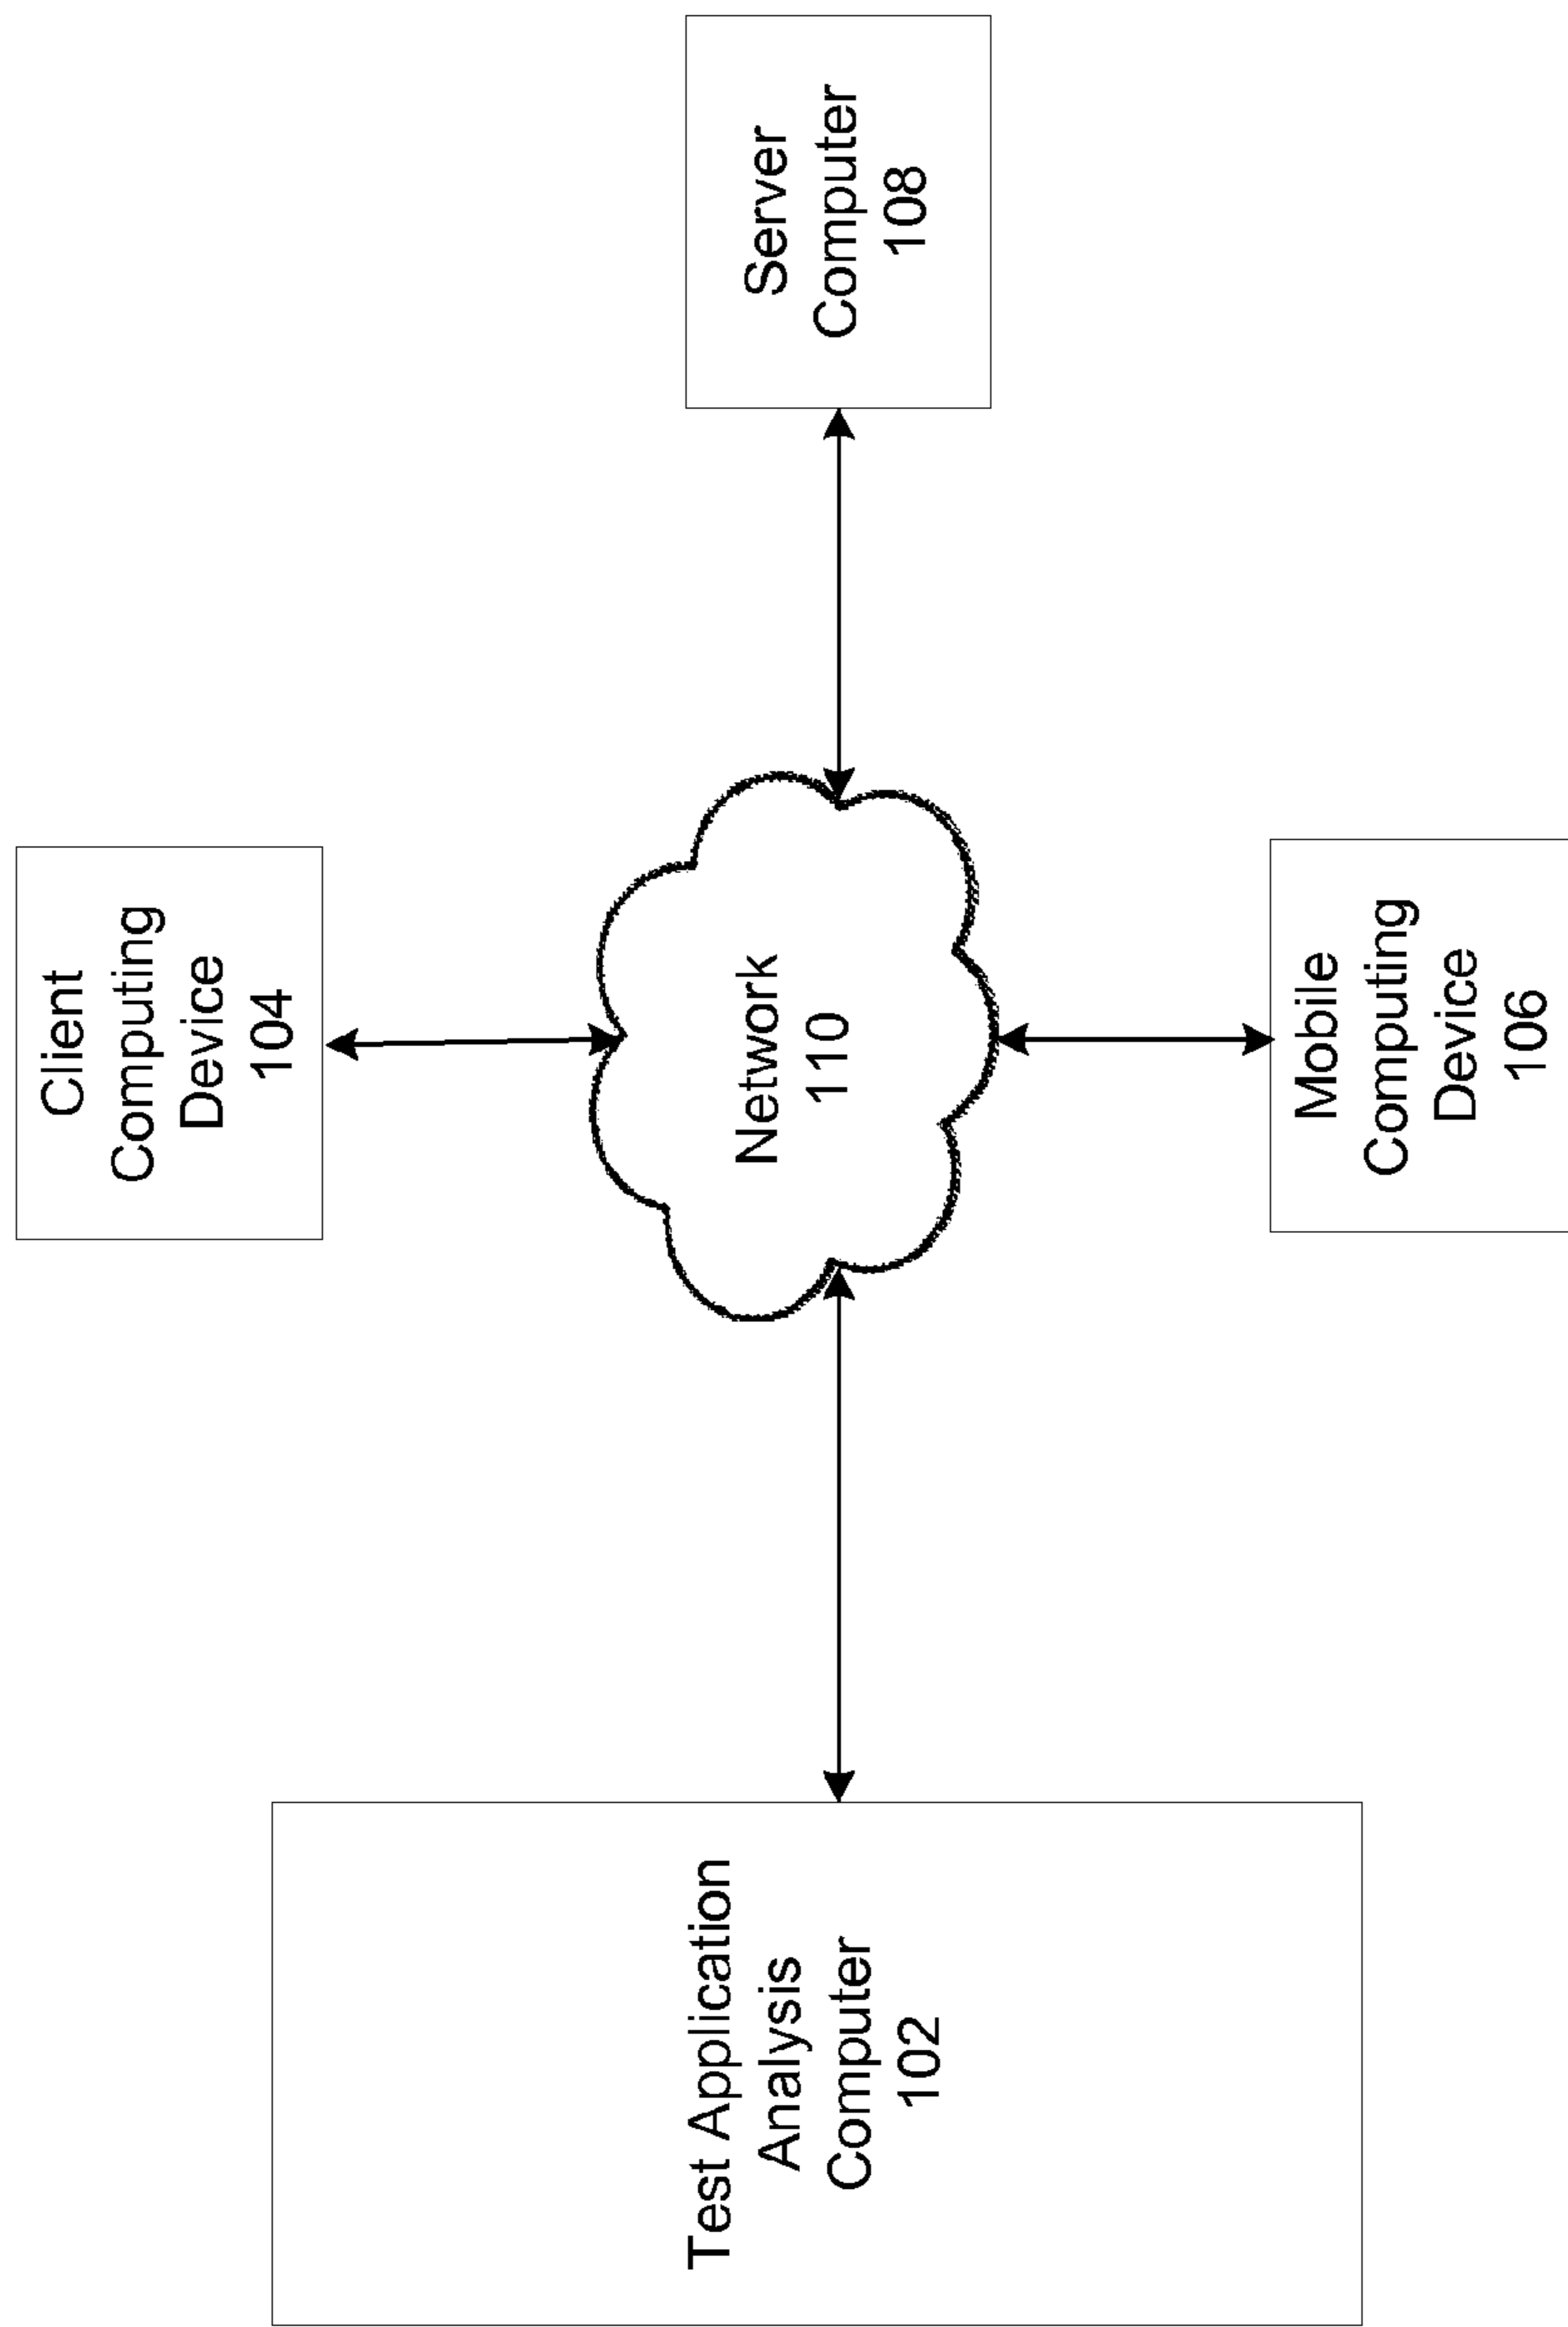 Client
Computing
Device
104
Test Application
Analysis
Computer
102
Network
110
Server
Computer
108
Mobile
Computing
Device
106